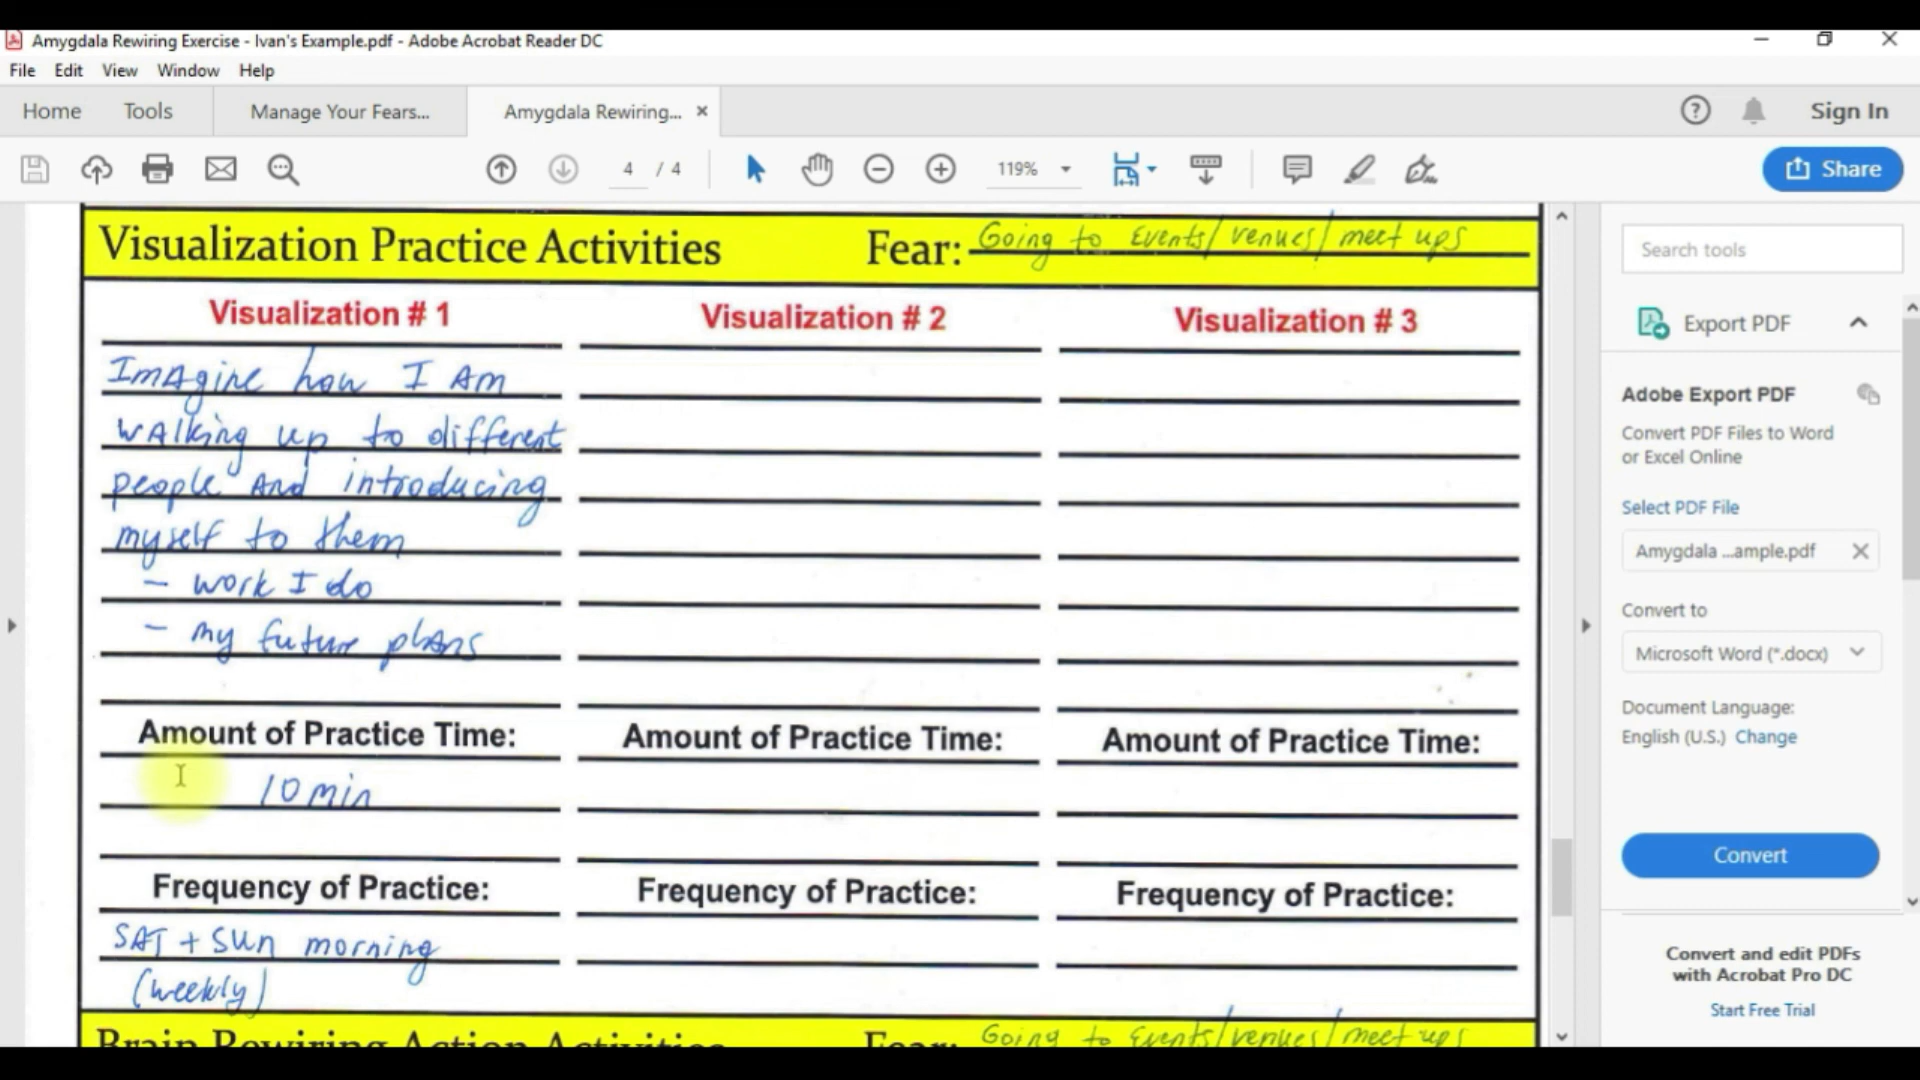 Amygdala Rewiring Exercise - Ivan's Example.pdf - Adobe Acrobat Reader DC
File Edit View Window Help
Home Tools Manage Your Fears... Amygdala Rewiring... × Sign In
4 / 4 119% Share
Visualization Practice Activities Fear: Going to Events/venues/meet ups
Search tools
Visualization # 1 Visualization # 2 Visualization # 3
Export PDF
Imagine how I Am
Adobe Export PDF
walking up to different
Convert PDF Files to Word
or Excel Online
people And introducing
Select PDF File
myself to them
Amygdala ...ample.pdf
- work I do
Convert to
- my future plans
Microsoft Word (*.docx)
Document Language:
English (U.S.) Change
Amount of Practice Time: Amount of Practice Time: Amount of Practice Time:
10 min
Convert
Frequency of Practice: Frequency of Practice: Frequency of Practice:
SAT + SUN morning
(weekly)
Convert and edit PDFs
with Acrobat Pro DC
Start Free Trial
Brain Rewiring Action Activities Fear: Going to Events/venues/meet ups